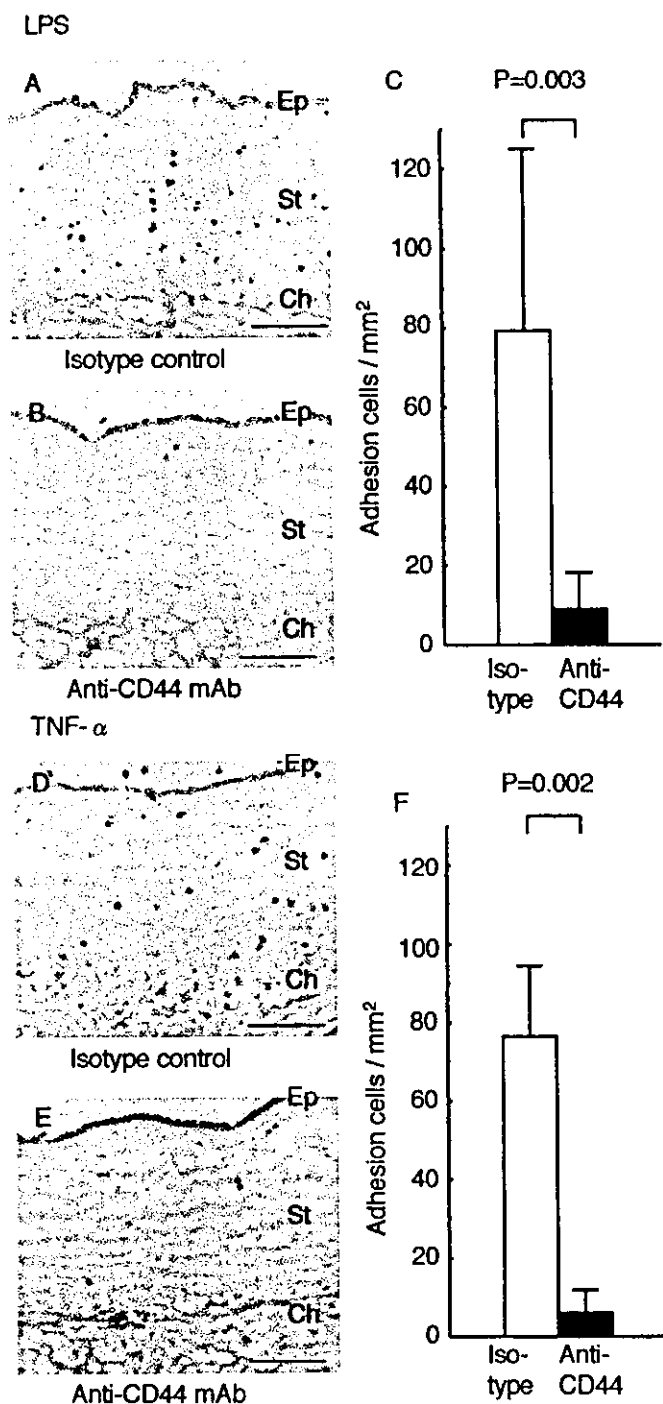 LPS
A
Ep
St
Ch
Isotype control
B
Ep
St
Ch
Anti-CD44 mAb
C
P=0.003
Adhesion cells / mm²
120
100
80
60
40
20
0
Iso-
type
Anti-
CD44
TNF- α
D
Ep
St
Ch
Isotype control
E
Ep
St
Ch
Anti-CD44 mAb
F
P=0.002
Adhesion cells / mm²
120
100
80
60
40
20
0
Iso-
type
Anti-
CD44